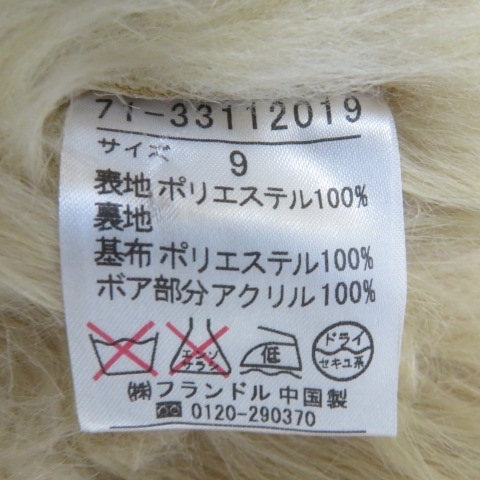 71-33112019
サイズ 9
表地 ポリエステル100%
裏地
基布 ポリエステル100%
ボア部分アクリル100%
エンソ
サラシ
低
ドライ
セキユ系
㈱フランドル 中国製
0120-290370